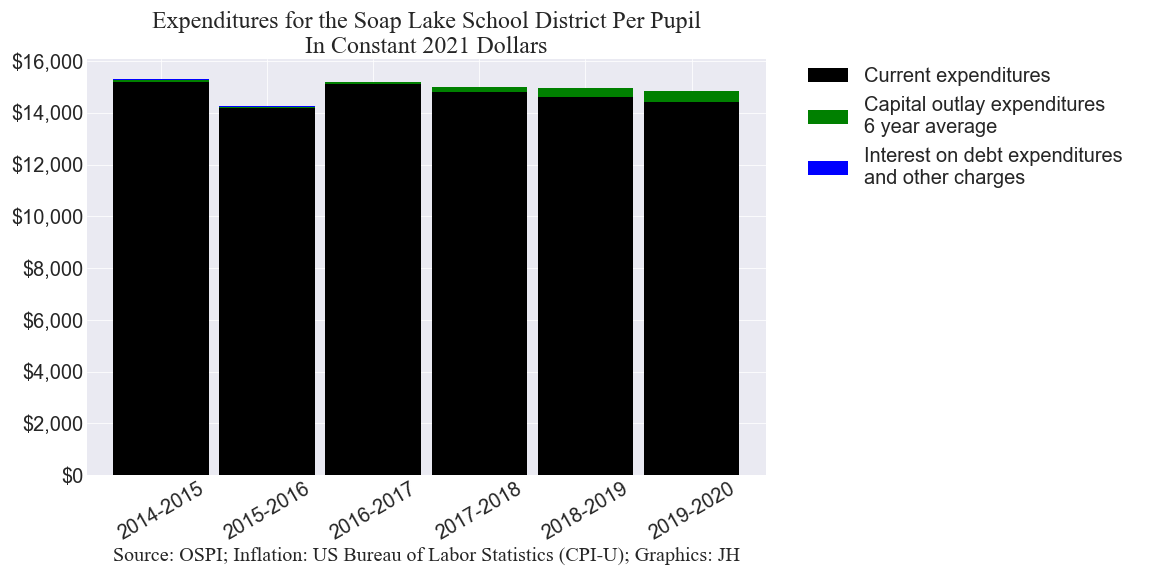 Expenditures for the Soap Lake School District Per Pupil
In Constant 2021 Dollars
$16,000
$14,000
$12,000
$10,000
$8,000
$6,000
$4,000
$2,000
$0
2014-2015
2015-2016
2016-2017
2017-2018
2018-2019
2019-2020
Current expenditures
Capital outlay expenditures
6 year average
Interest on debt expenditures
and other charges
Source: OSPI; Inflation: US Bureau of Labor Statistics (CPI-U); Graphics: JH